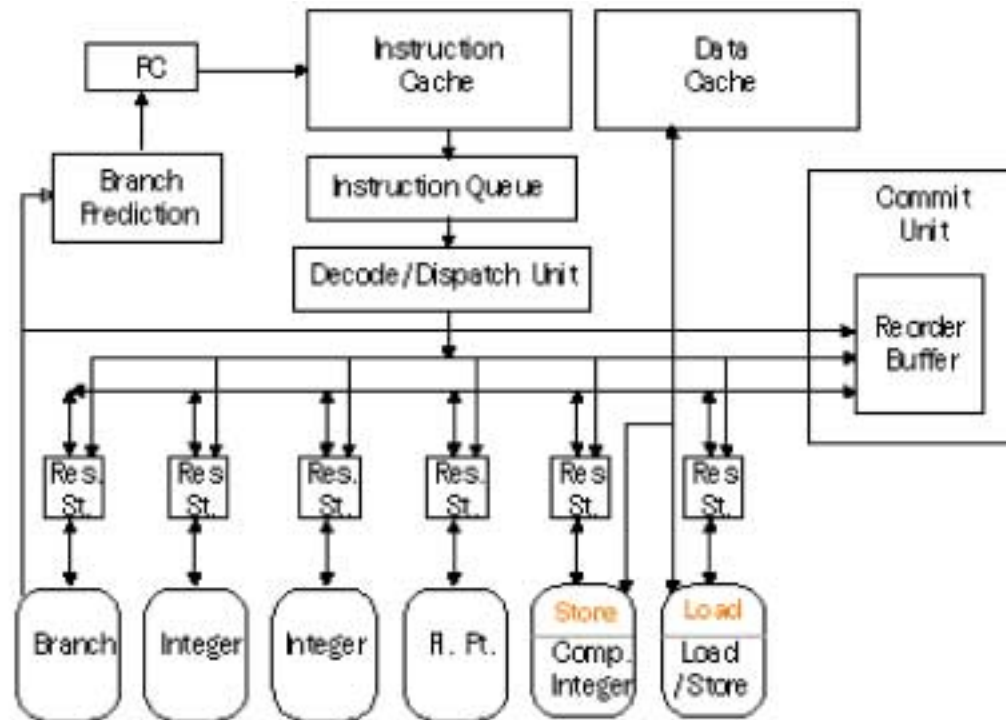 PC
Instruction
Cache
Data
Cache
Branch
Prediction
Instruction Queue
Commit
Unit
Decode/Dispatch Unit
Reorder
Buffer
Res.
St.
Res
St.
Res.
St.
Res.
St.
Res
St.
Res
St.
Branch
Integer
Integer
Fl. Pt.
Store
Comp.
Integer
Load
Load
/Store